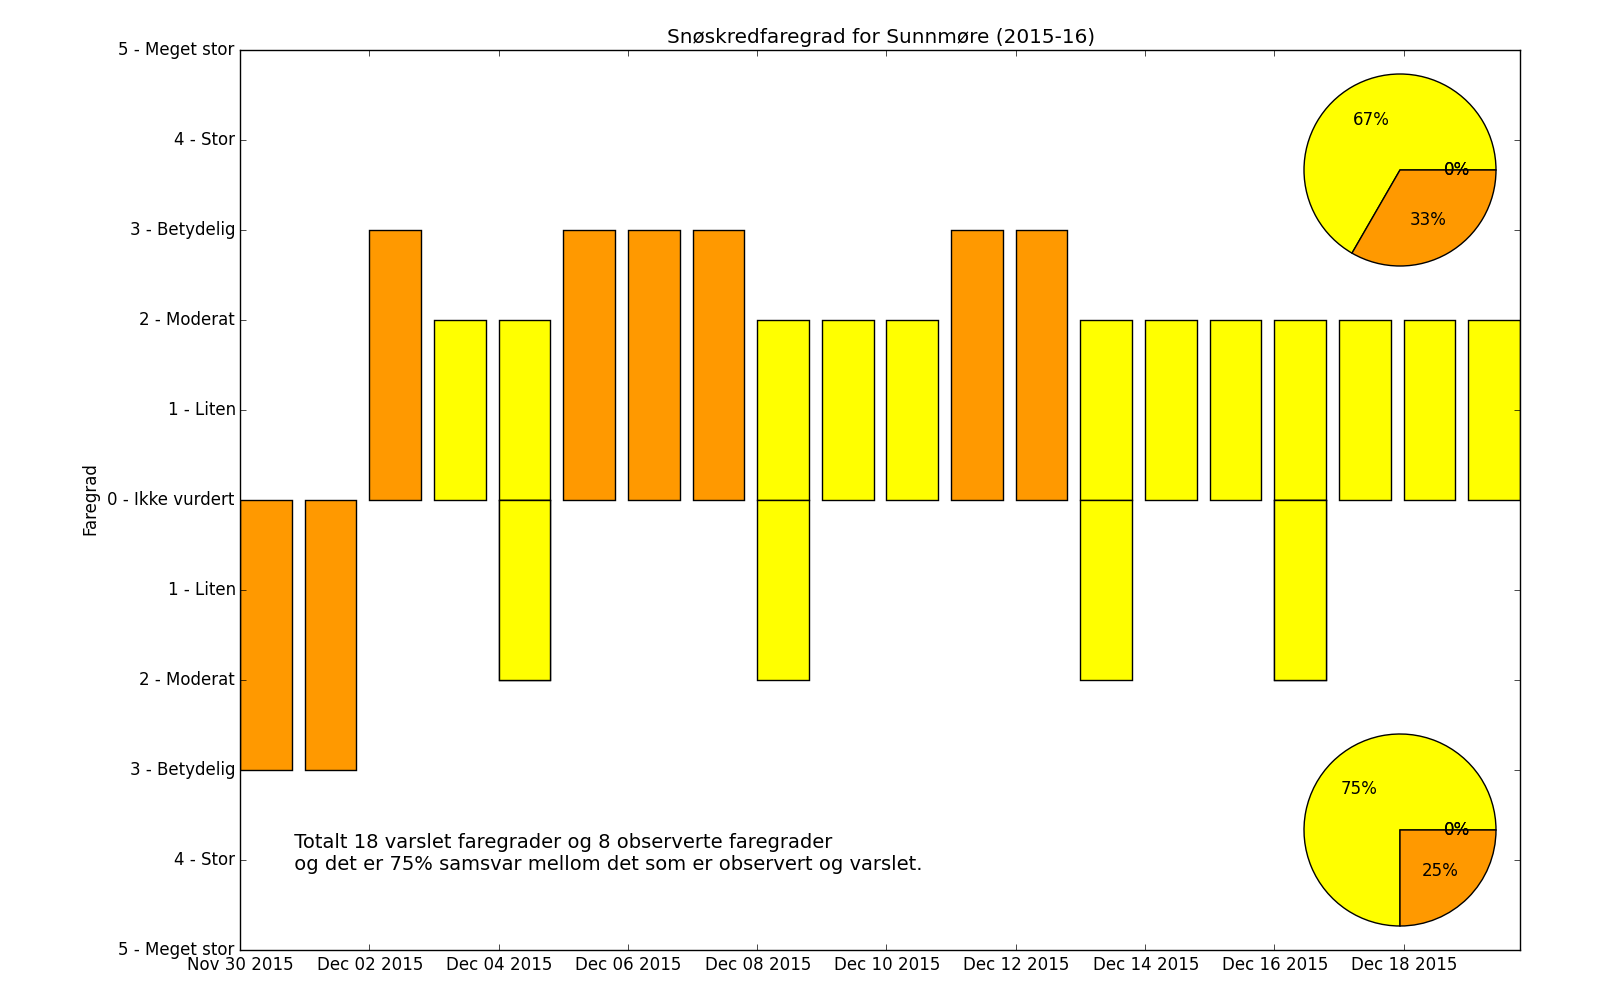 Snøskredfaregrad for Sunnmøre (2015-16)
5 - Meget stor
4 - Stor
3 - Betydelig
2 - Moderat
1 - Liten
0 - Ikke vurdert
1 - Liten
2 - Moderat
3 - Betydelig
4 - Stor
5 - Meget stor
Faregrad
67%
0%
33%
75%
0%
25%
Totalt 18 varslet faregrader og 8 observerte faregrader
og det er 75% samsvar mellom det som er observert og varslet.
Nov 30 2015 Dec 02 2015 Dec 04 2015 Dec 06 2015 Dec 08 2015 Dec 10 2015 Dec 12 2015 Dec 14 2015 Dec 16 2015 Dec 18 2015